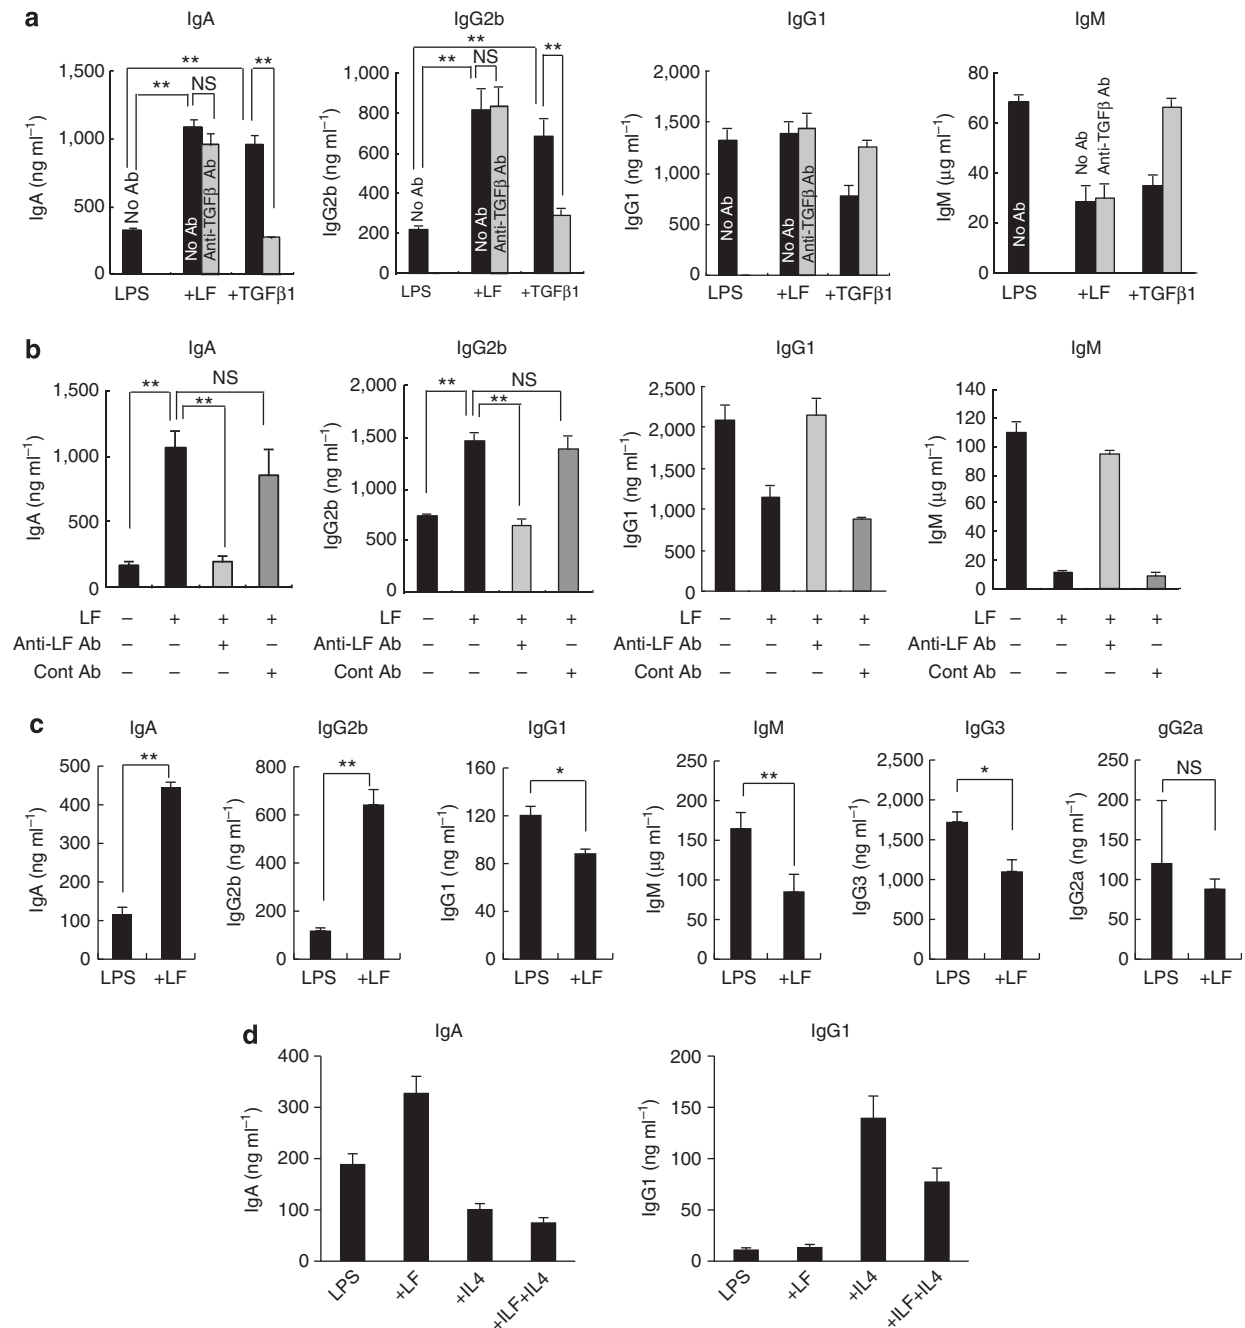 a
IgA
IgG2b
IgG1
IgM
IgA (ng ml−1)
1,500
1,000
500
0
**
**
**
NS
No Ab
No Ab
Anti-TGFβ Ab
LPS +LF +TGFβ1
IgG2b (ng ml−1)
1,000
800
600
400
200
0
**
**
NS
**
No Ab
No Ab
Anti-TGFβ Ab
LPS +LF +TGFβ1
IgG1 (ng ml−1)
2,000
1,500
1,000
500
0
No Ab
No Ab
Anti-TGFβ Ab
LPS +LF +TGFβ1
IgM (μg ml−1)
80
60
40
20
0
No Ab
No Ab
Anti-TGFβ Ab
LPS +LF +TGFβ1
b
IgA
IgG2b
IgG1
IgM
IgA (ng ml−1)
1,500
1,000
500
0
** NS
**
IgG2b (ng ml−1)
2,000
1,500
1,000
500
0
** NS
**
IgG1 (ng ml−1)
2,500
2,000
1,500
1,000
500
0
IgM (μg ml−1)
140
120
100
80
60
40
20
0
LF − + + +
Anti-LF Ab − − + −
Cont Ab − − − +
LF − + + +
Anti-LF Ab − − + −
Cont Ab − − − +
LF − + + +
Anti-LF Ab − − + −
Cont Ab − − − +
LF − + + +
Anti-LF Ab − − + −
Cont Ab − − − +
c
IgA
IgG2b
IgG1
IgM
IgG3
gG2a
IgA (ng ml−1)
500
400
300
200
100
0
**
LPS +LF
IgG2b (ng ml−1)
800
600
400
200
0
**
LPS +LF
IgG1 (ng ml−1)
160
120
80
40
0
*
LPS +LF
IgM (μg ml−1)
250
200
150
100
50
0
**
LPS +LF
IgG3 (ng ml−1)
2,500
2,000
1,500
1,000
500
0
*
LPS +LF
IgG2a (ng ml−1)
250
200
150
100
50
0
NS
LPS +LF
d
IgA
IgG1
IgA (ng ml−1)
400
300
200
100
0
LPS
+LF
+IL4
+ILF+IL4
IgG1 (ng ml−1)
200
150
100
50
0
LPS
+LF
+IL4
+ILF+IL4